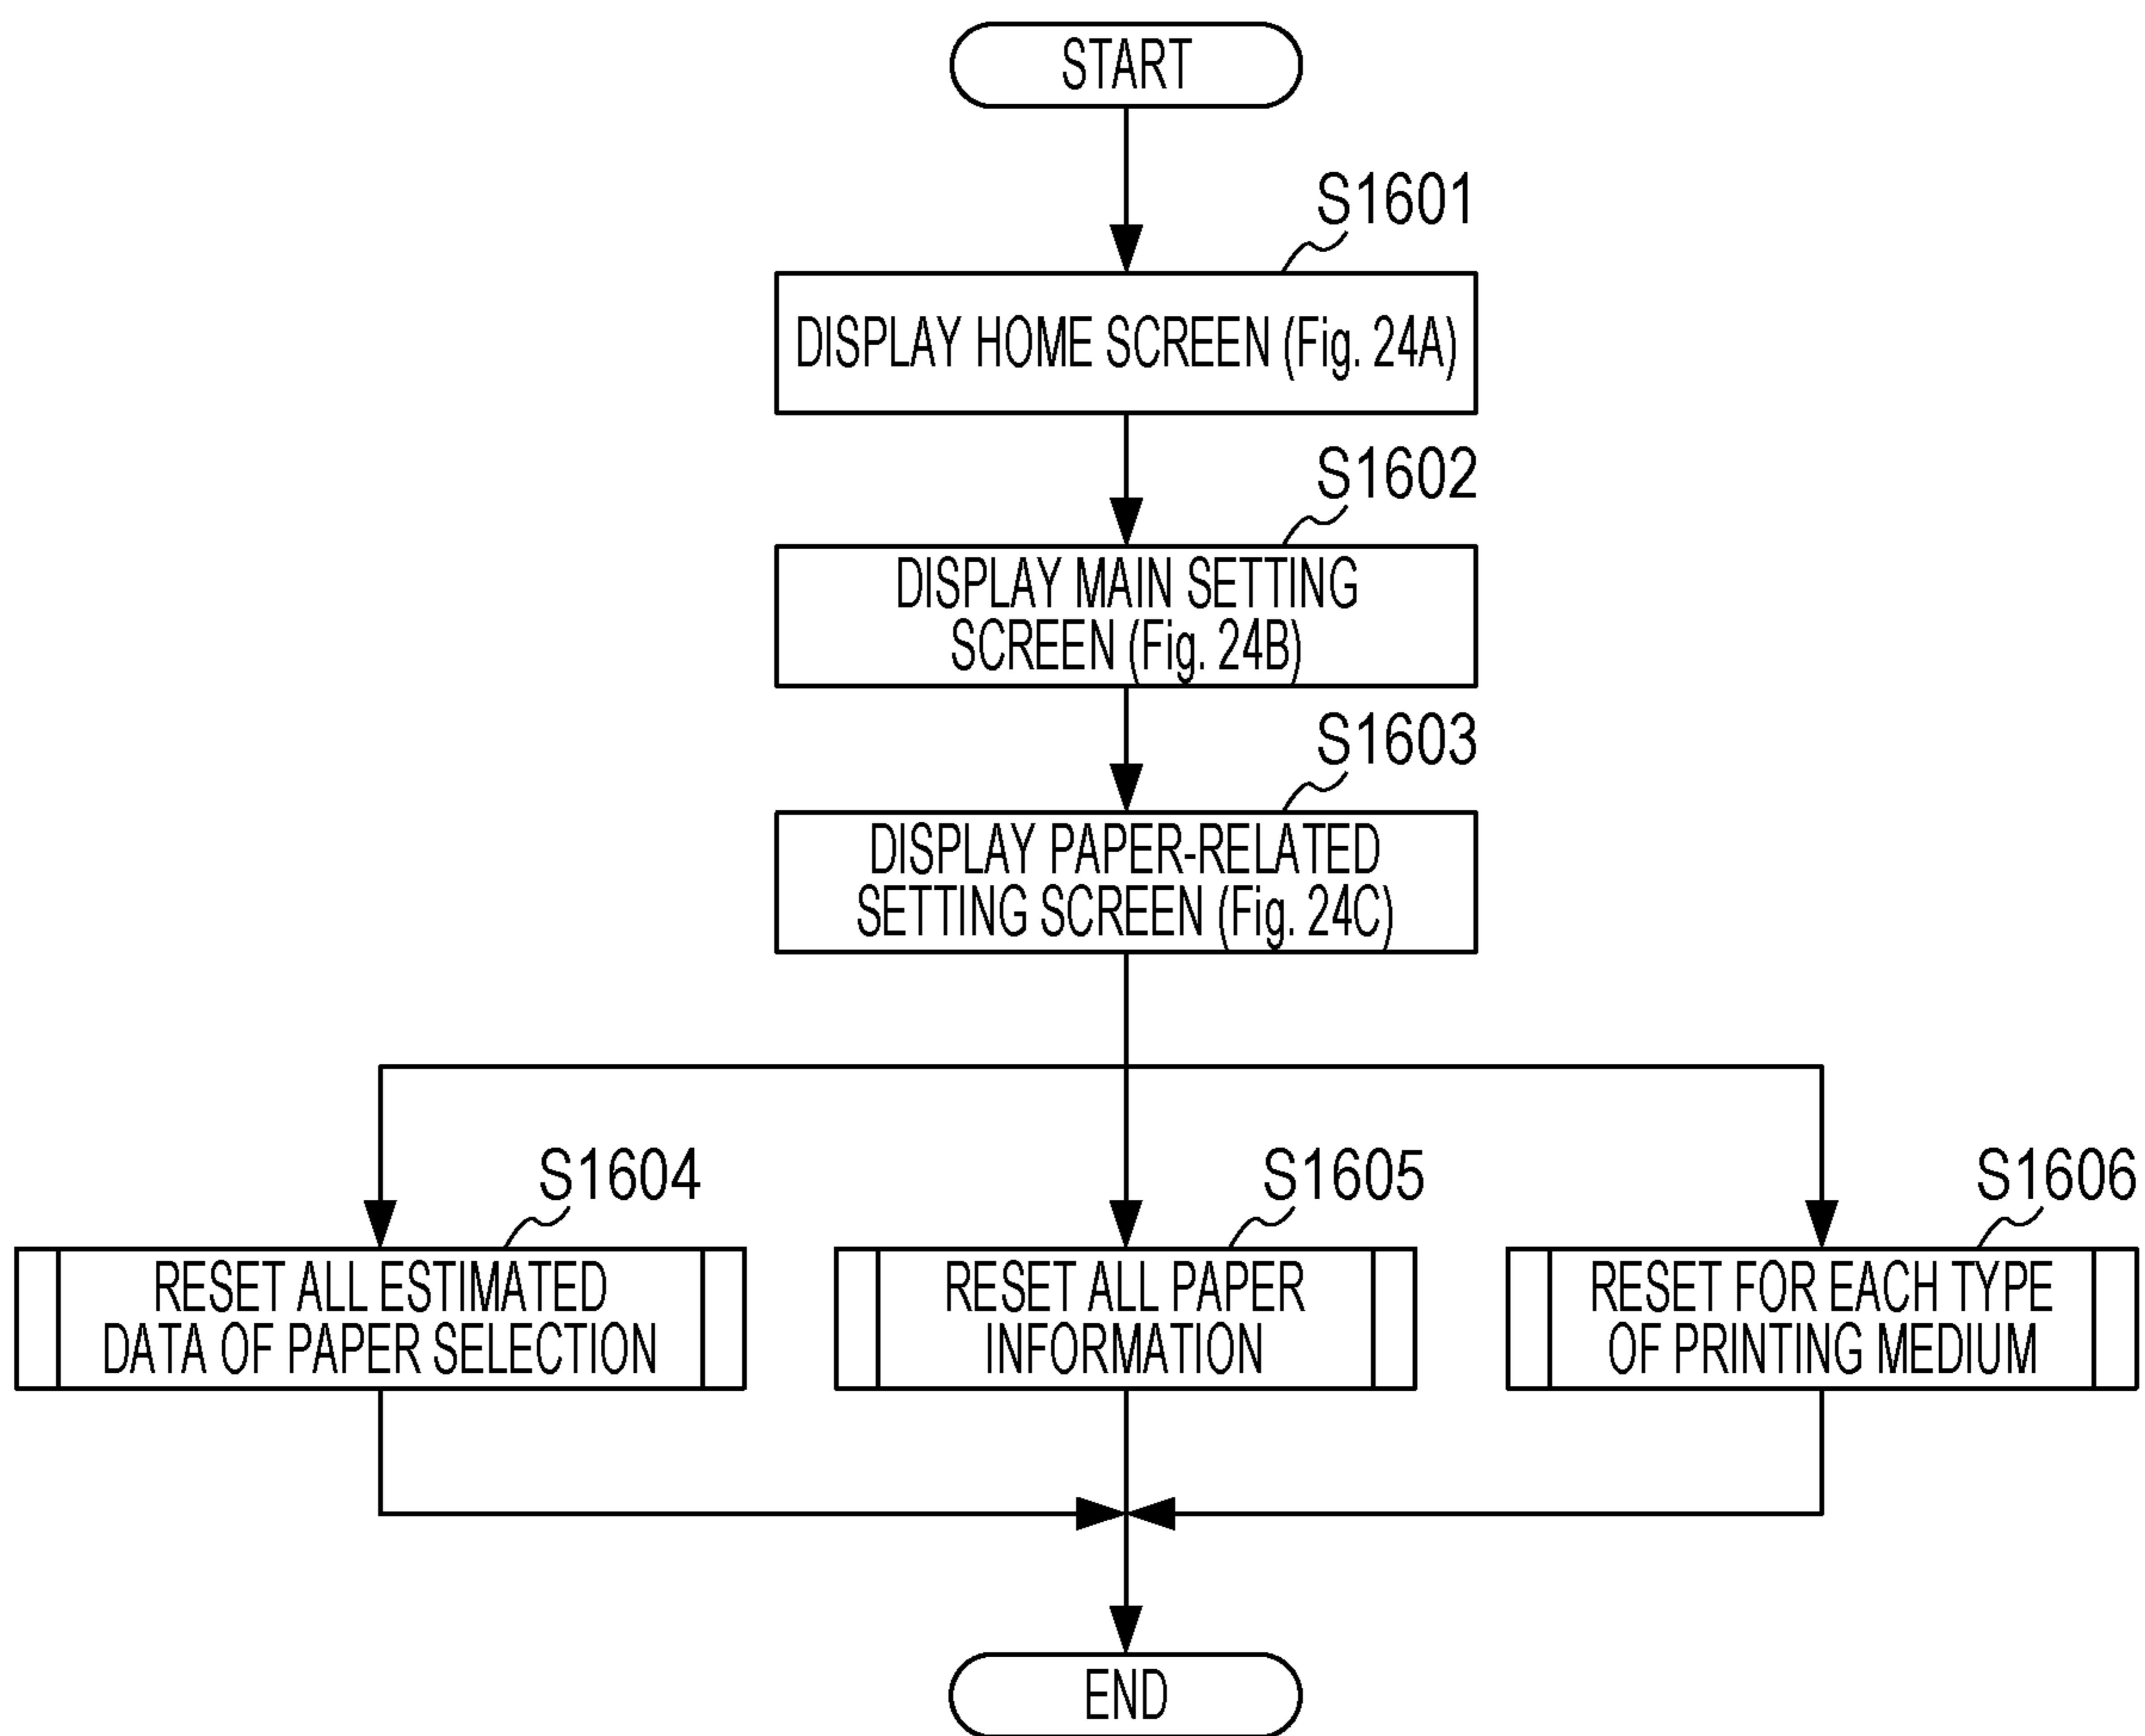 START
S1601
DISPLAY HOME SCREEN (Fig. 24A)
S1602
DISPLAY MAIN SETTING
SCREEN (Fig. 24B)
S1603
DISPLAY PAPER-RELATED
SETTING SCREEN (Fig. 24C)
S1604
RESET ALL ESTIMATED
DATA OF PAPER SELECTION
S1605
RESET ALL PAPER
INFORMATION
S1606
RESET FOR EACH TYPE
OF PRINTING MEDIUM
END